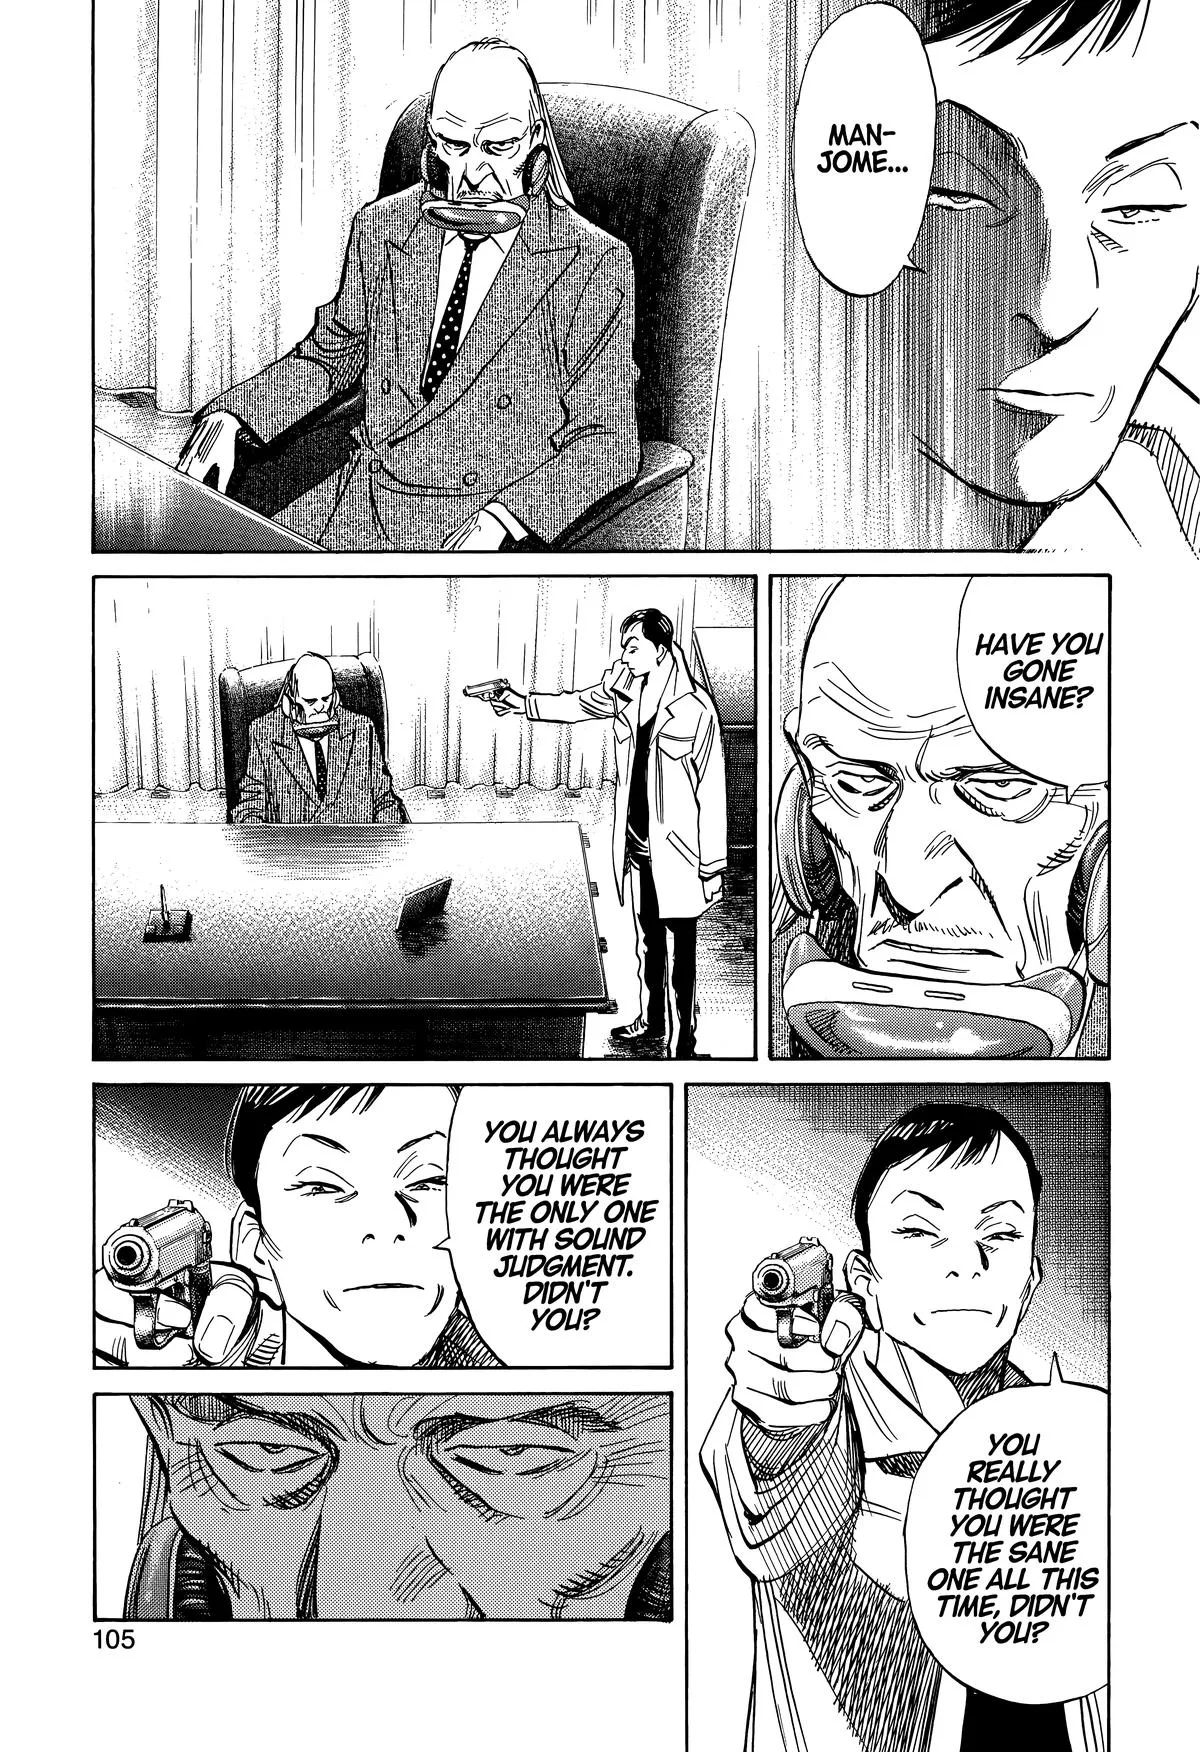 MAN-
JOME...
HAVE YOU
GONE
INSANE?
YOU
REALLY
THOUGHT
YOU WERE
THE SANE
ONE ALL THIS
TIME, DIDN'T
YOU?
YOU ALWAYS
THOUGHT
YOU WERE
THE ONLY ONE
WITH SOUND
JUDGMENT.
DIDN'T
YOU?
105